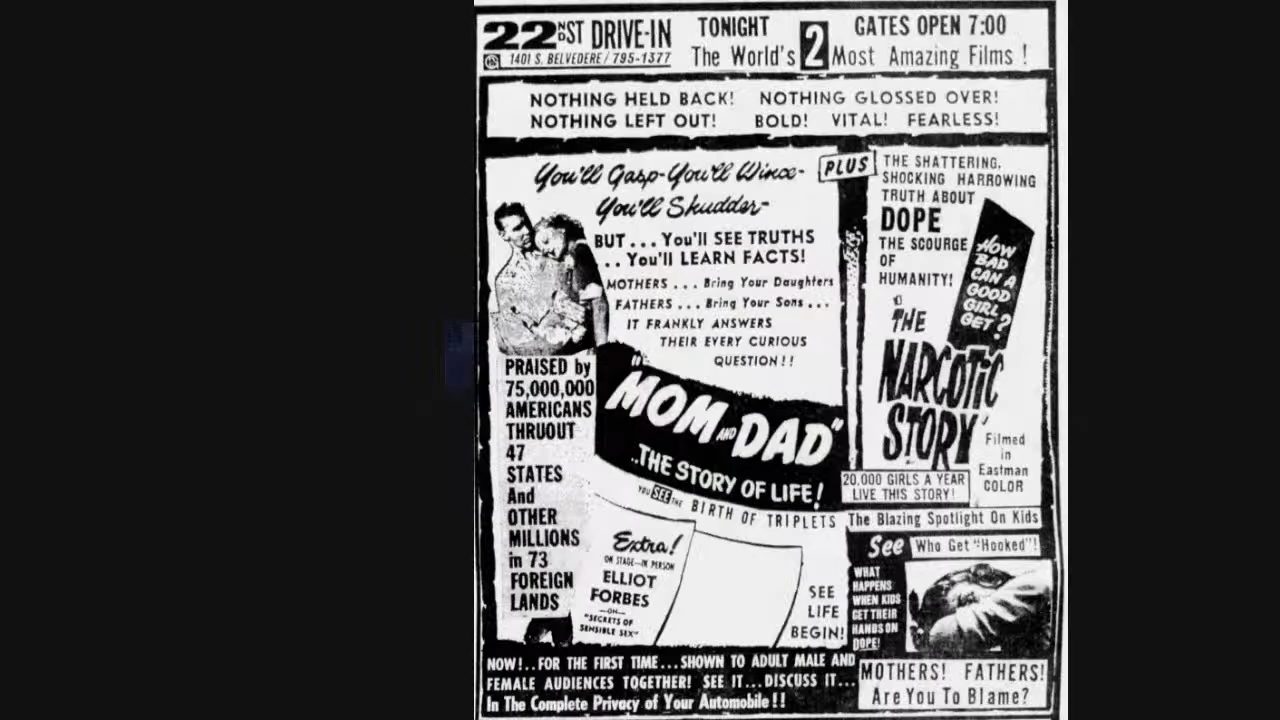 22ND ST DRIVE-IN
1401 S. BELVEDERE / 795-1377
TONIGHT
GATES OPEN 7:00
The World's 2 Most Amazing Films !
NOTHING HELD BACK! NOTHING GLOSSED OVER!
NOTHING LEFT OUT! BOLD! VITAL! FEARLESS!
You'll Gasp-You'll Wince-
You'll Shudder-
BUT... You'll SEE TRUTHS
.. You'll LEARN FACTS!
MOTHERS ... Bring Your Daughters
FATHERS ... Bring Your Sons ...
IT FRANKLY ANSWERS
THEIR EVERY CURIOUS
QUESTION!!
PRAISED by
75,000,000
AMERICANS
THRUOUT
47
STATES
And
OTHER
MILLIONS
in 73
FOREIGN
LANDS
"MOM AND DAD"
..THE STORY OF LIFE!
YOU SEE THE BIRTH OF TRIPLETS
Extra!
ON STAGE—IN PERSON
ELLIOT
FORBES
—ON—
"SECRETS OF
SENSIBLE SEX"
SEE
LIFE
BEGIN!
PLUS
THE SHATTERING,
SHOCKING HARROWING
TRUTH ABOUT
DOPE
THE SCOURGE
OF
HUMANITY!
HOW
BAD
CAN A
GOOD
GIRL
GET?
THE
NARCOTIC
STORY'
Filmed
in
Eastman
COLOR
20,000 GIRLS A YEAR
LIVE THIS STORY!
The Blazing Spotlight On Kids
See Who Get "Hooked"!
WHAT
HAPPENS
WHEN KIDS
GET THEIR
HANDS ON
DOPE!
MOTHERS! FATHERS!
Are You To Blame?
NOW!..FOR THE FIRST TIME...SHOWN TO ADULT MALE AND
FEMALE AUDIENCES TOGETHER! SEE IT...DISCUSS IT...
In The Complete Privacy of Your Automobile!!